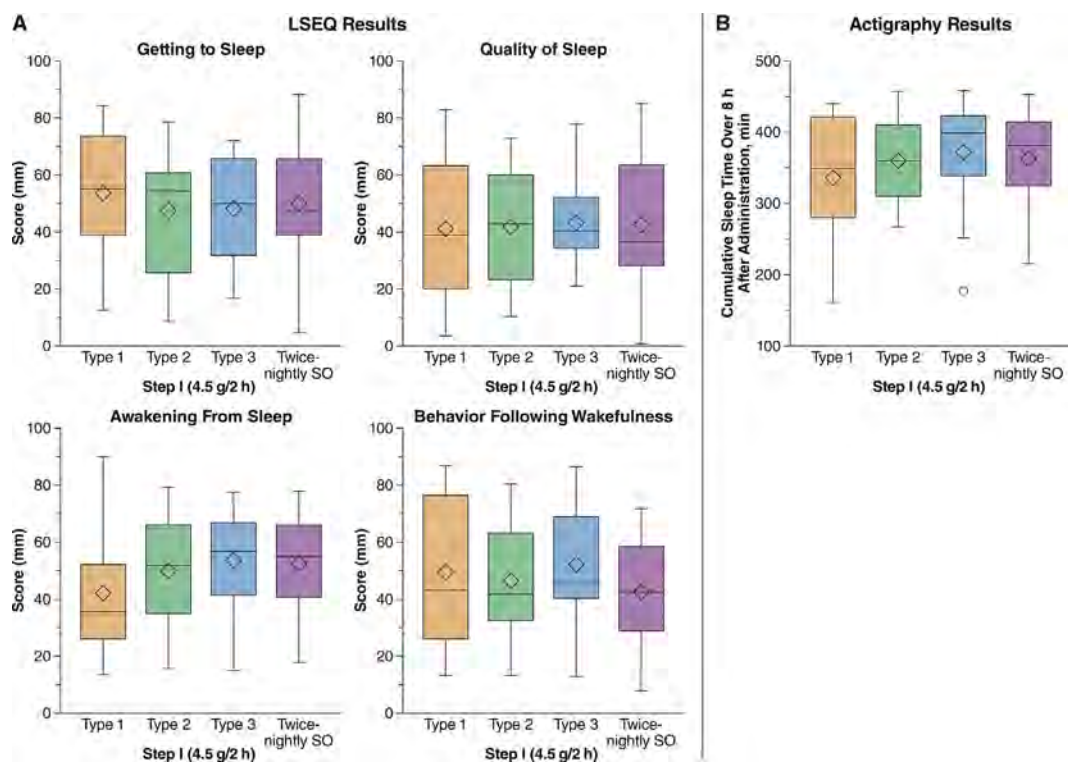 A
LSEQ Results
Getting to Sleep
Score (mm)
100
80
60
40
20
0
Type 1 Type 2 Type 3 Twice-
nightly SO
Step I (4.5 g/2 h)
Quality of Sleep
Score (mm)
100
80
60
40
20
0
Type 1 Type 2 Type 3 Twice-
nightly SO
Step I (4.5 g/2 h)
Awakening From Sleep
Score (mm)
100
80
60
40
20
0
Type 1 Type 2 Type 3 Twice-
nightly SO
Step I (4.5 g/2 h)
Behavior Following Wakefulness
Score (mm)
100
80
60
40
20
0
Type 1 Type 2 Type 3 Twice-
nightly SO
Step I (4.5 g/2 h)
B
Actigraphy Results
Cumulative Sleep Time Over 8 h
After Administration, min
500
400
300
200
100
Type 1 Type 2 Type 3 Twice-
nightly SO
Step I (4.5 g/2 h)